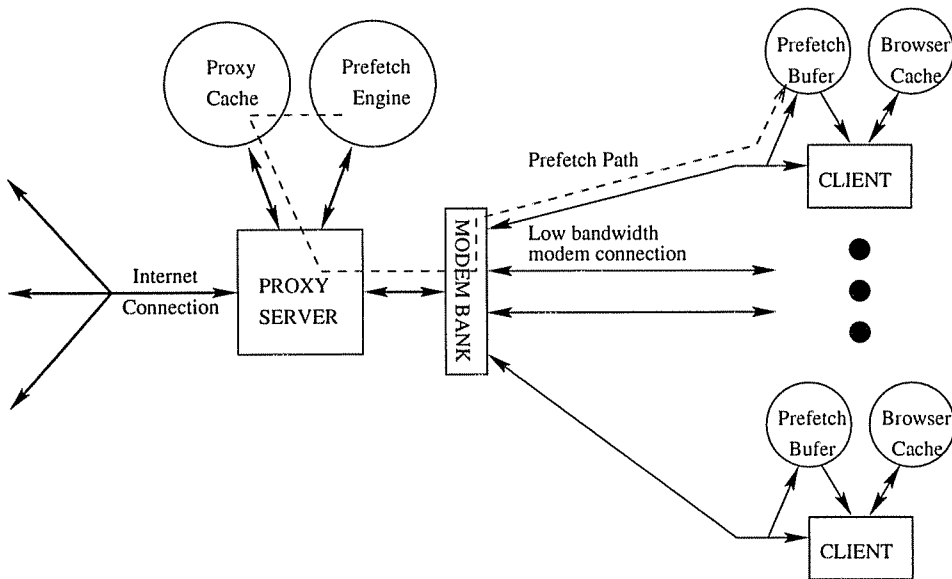 Proxy
Cache
Prefetch
Engine
Prefetch
Bufer
Browser
Cache
Prefetch Path
CLIENT
Low bandwidth
modem connection
Internet
Connection
PROXY
SERVER
MODEM BANK
Prefetch
Bufer
Browser
Cache
CLIENT